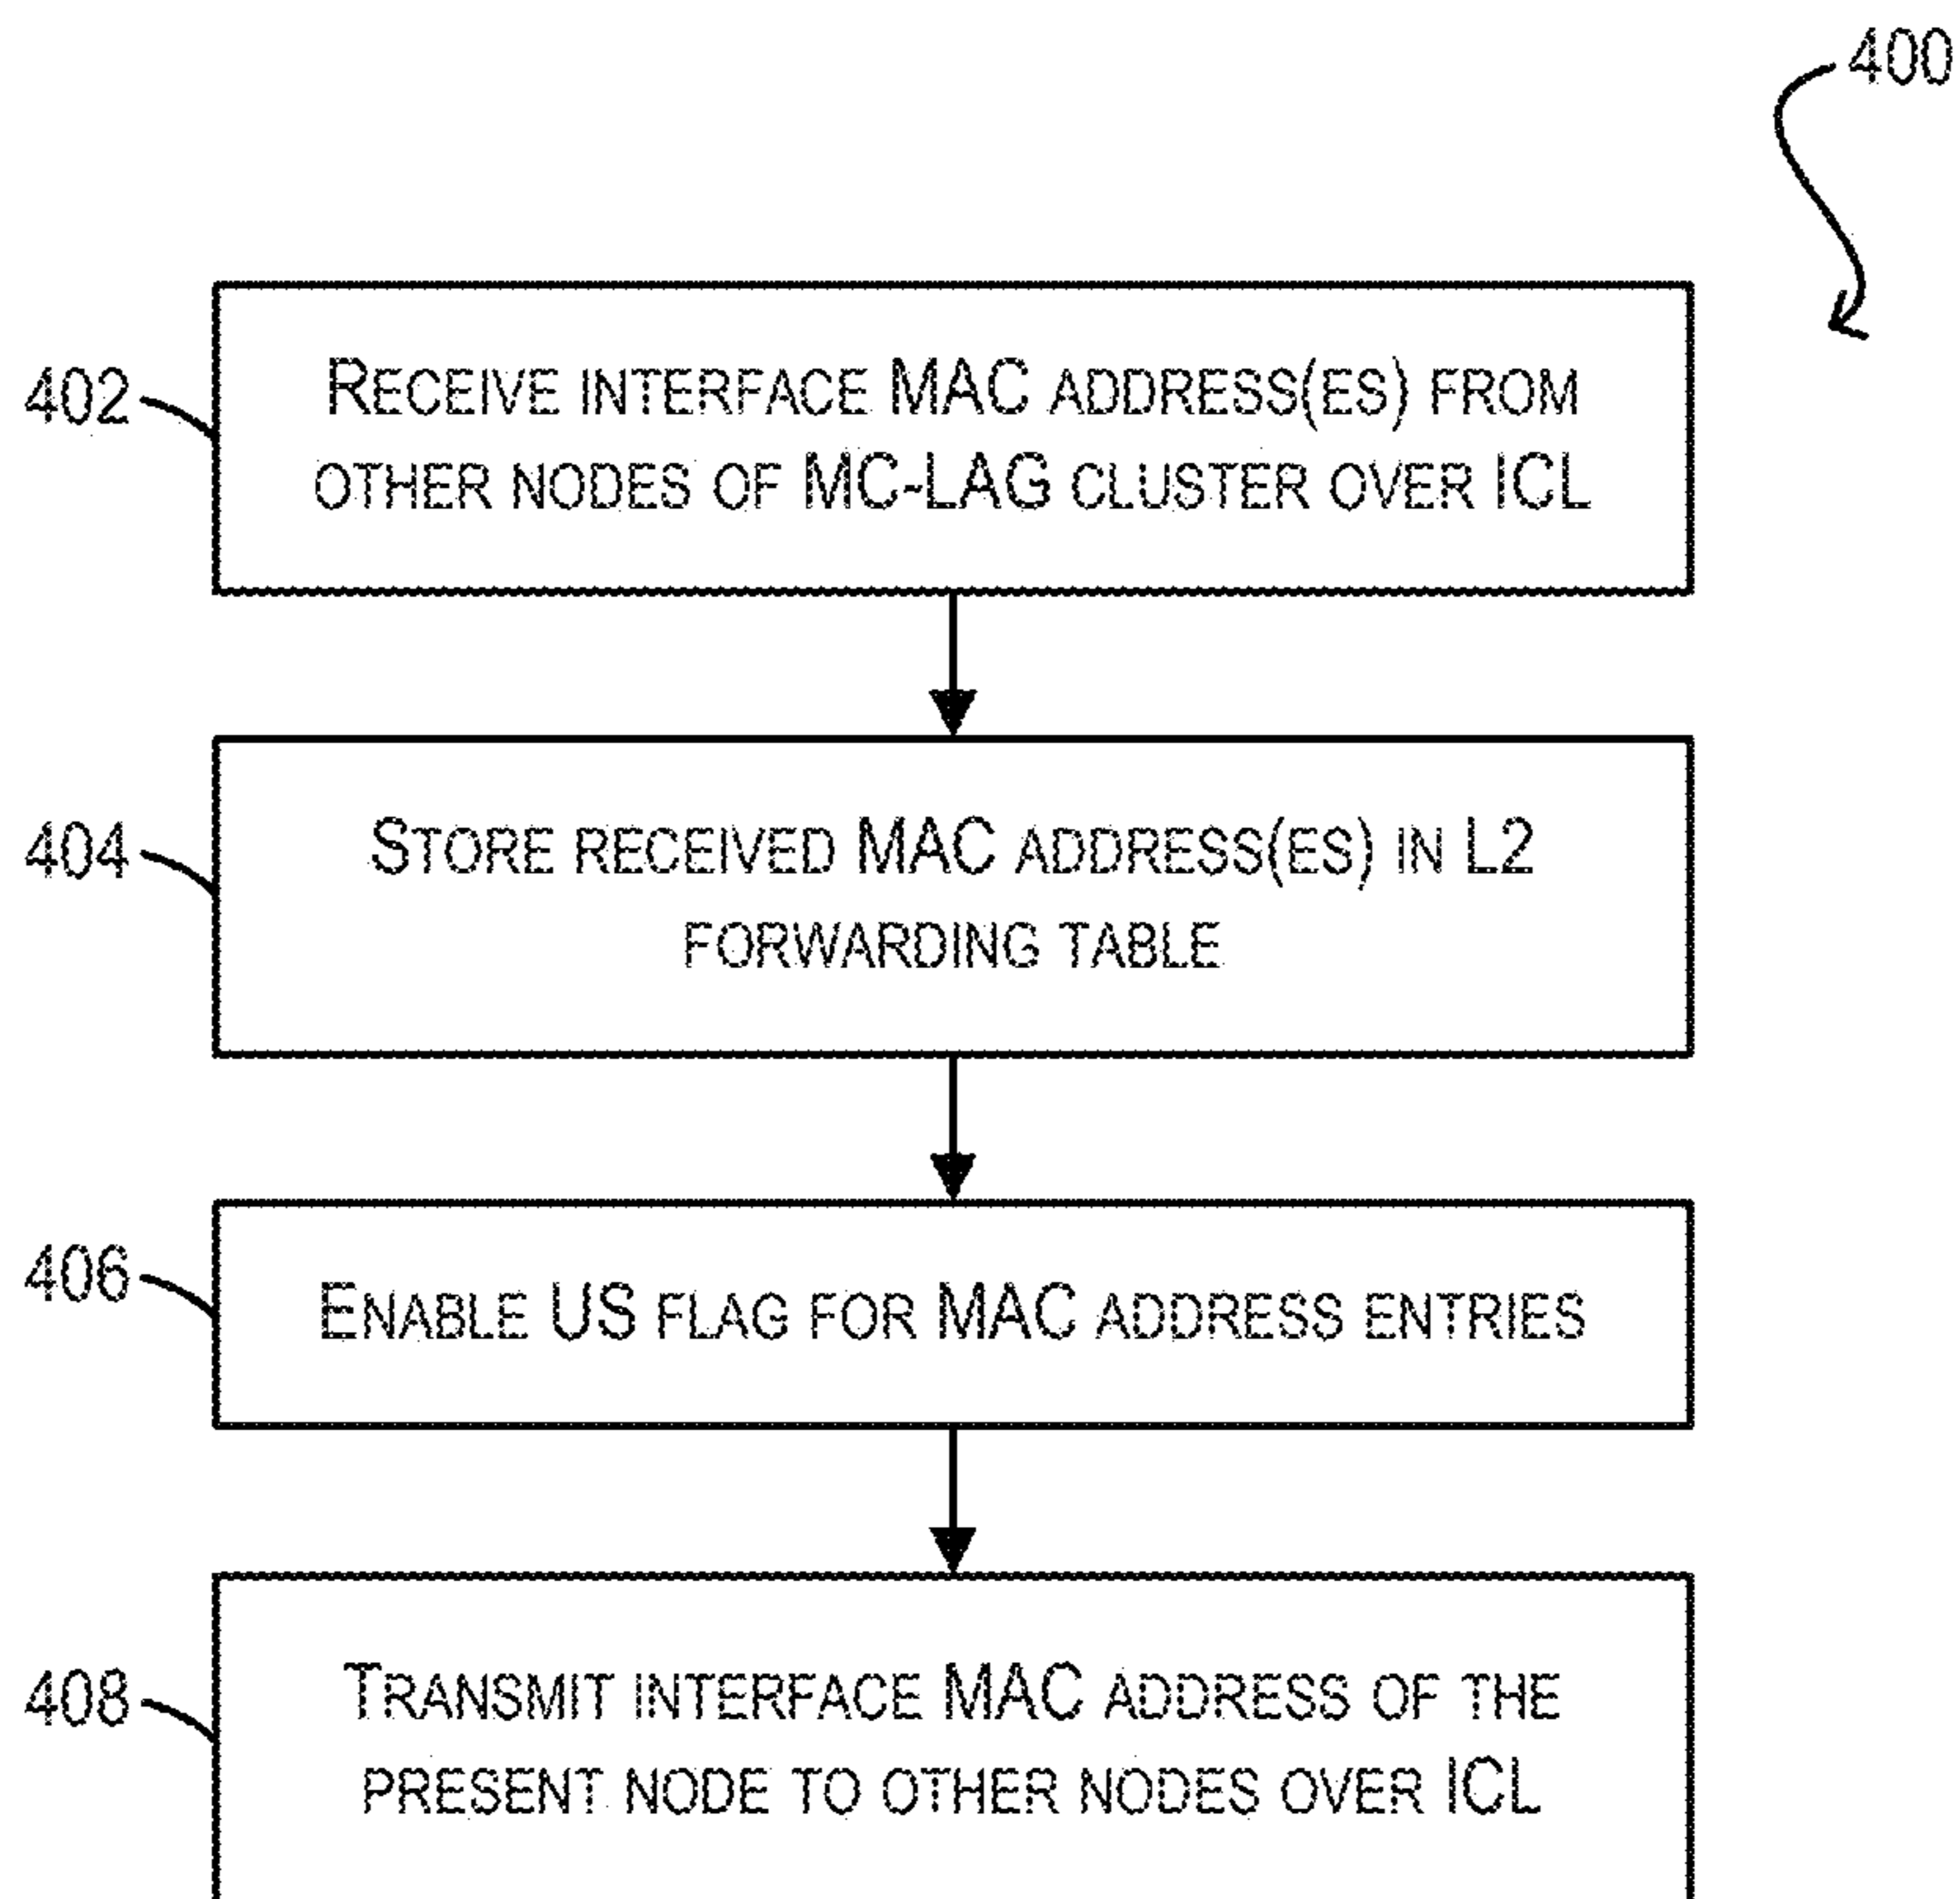 400
402
RECEIVE INTERFACE MAC ADDRESS(ES) FROM
OTHER NODES OF MC-LAG CLUSTER OVER ICL
404
STORE RECEIVED MAC ADDRESS(ES) IN L2
FORWARDING TABLE
406
ENABLE US FLAG FOR MAC ADDRESS ENTRIES
408
TRANSMIT INTERFACE MAC ADDRESS OF THE
PRESENT NODE TO OTHER NODES OVER ICL